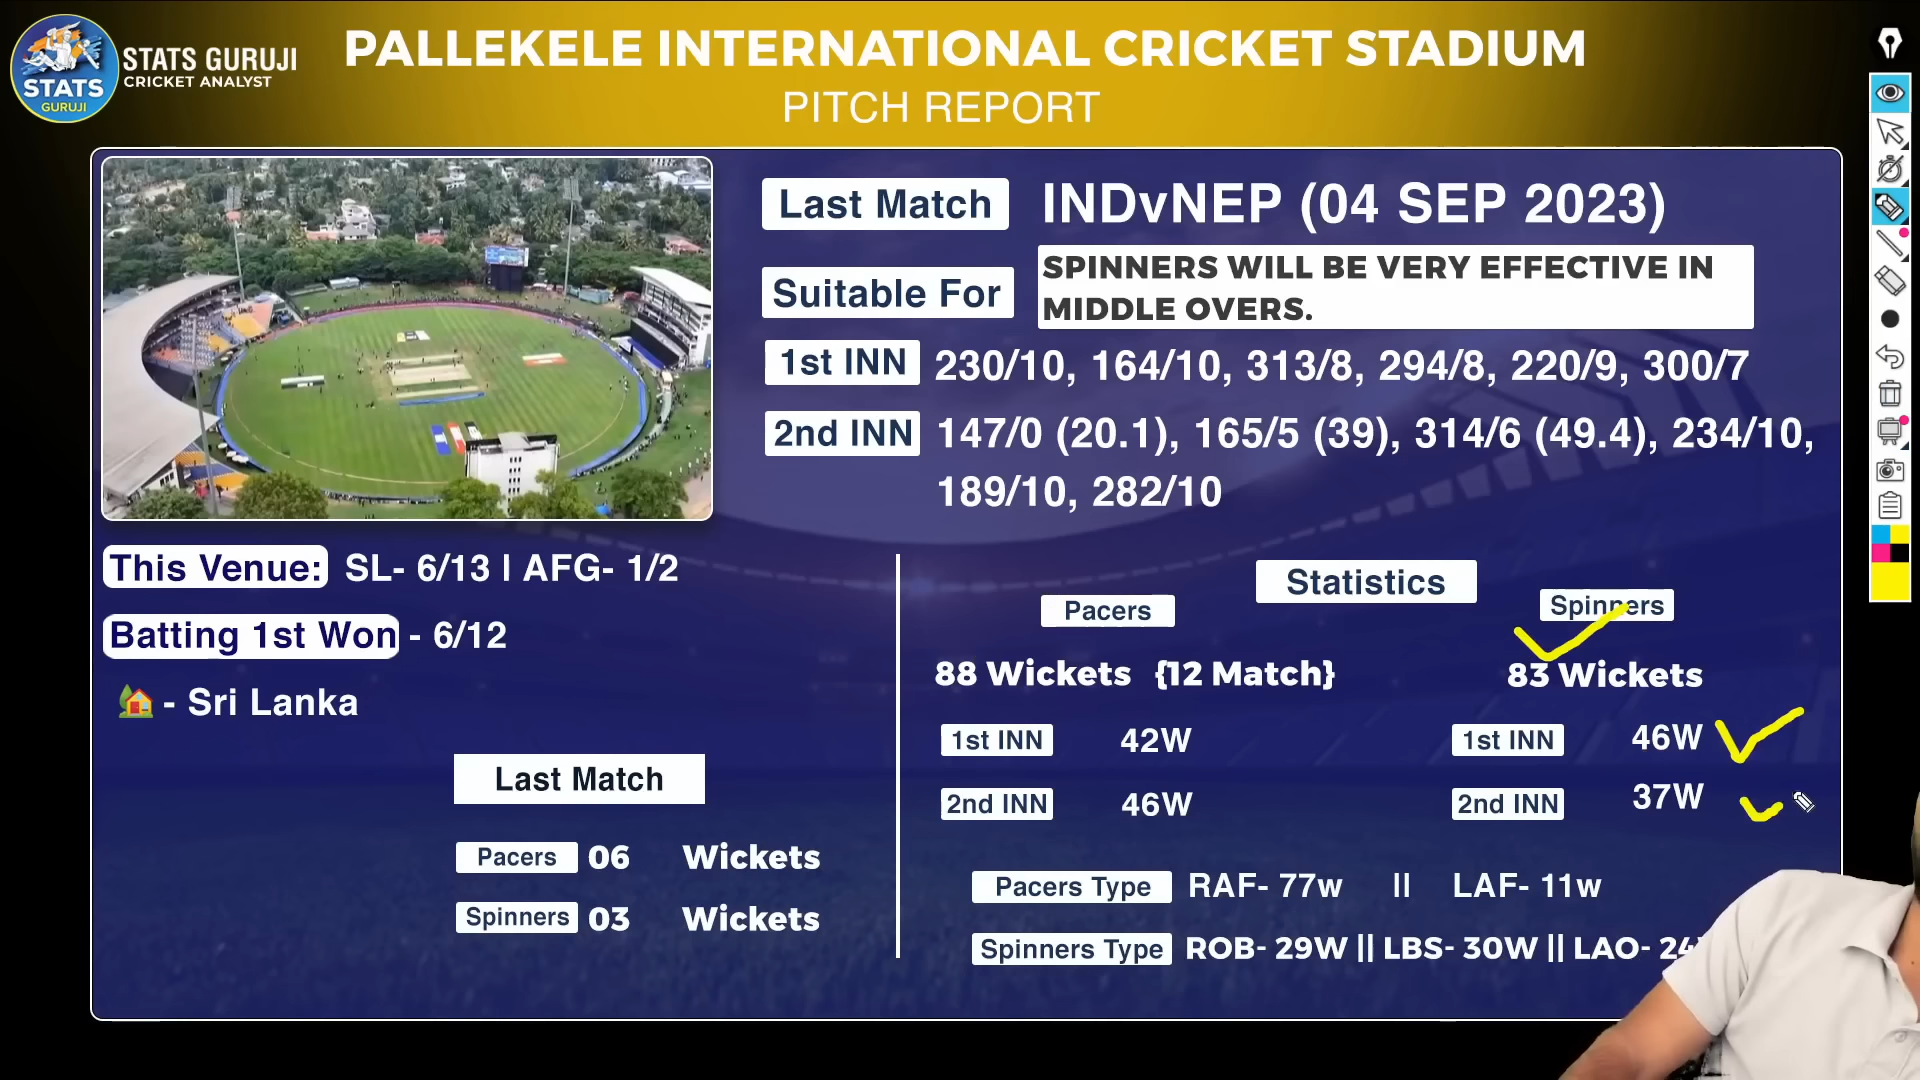 STATS GURUJI
CRICKET ANALYST
STATS
GURUJI
PALLEKELE INTERNATIONAL CRICKET STADIUM
PITCH REPORT
Last Match INDvNEP (04 SEP 2023)
Suitable For SPINNERS WILL BE VERY EFFECTIVE IN
MIDDLE OVERS.
1st INN 230/10, 164/10, 313/8, 294/8, 220/9, 300/7
2nd INN 147/0 (20.1), 165/5 (39), 314/6 (49.4), 234/10,
189/10, 282/10
This Venue: SL- 6/13 | AFG- 1/2
Batting 1st Won - 6/12
- Sri Lanka
Last Match
Pacers 06 Wickets
Spinners 03 Wickets
Statistics
Pacers Spinners
88 Wickets {12 Match} 83 Wickets
1st INN 42W 1st INN 46W
2nd INN 46W 2nd INN 37W
Pacers Type RAF- 77w || LAF- 11w
Spinners Type ROB- 29W || LBS- 30W || LAO- 24